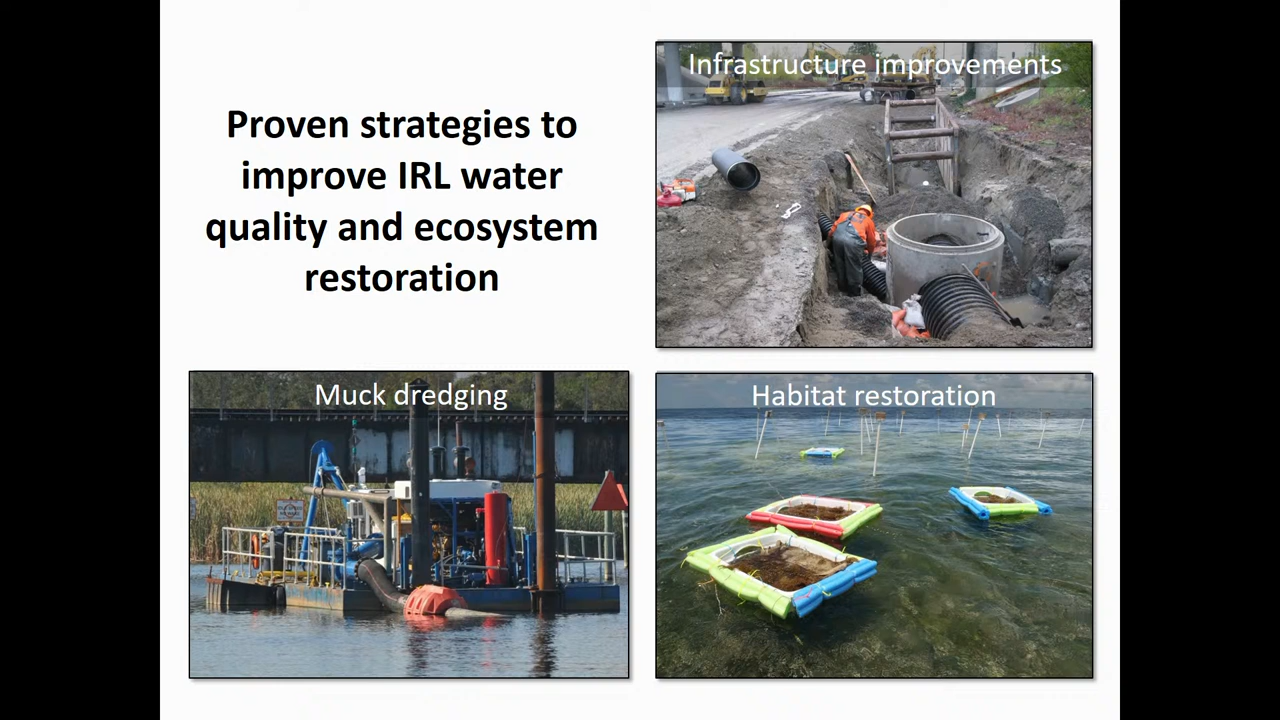 Proven strategies to
improve IRL water
quality and ecosystem
restoration
Infrastructure improvements
Muck dredging
Habitat restoration